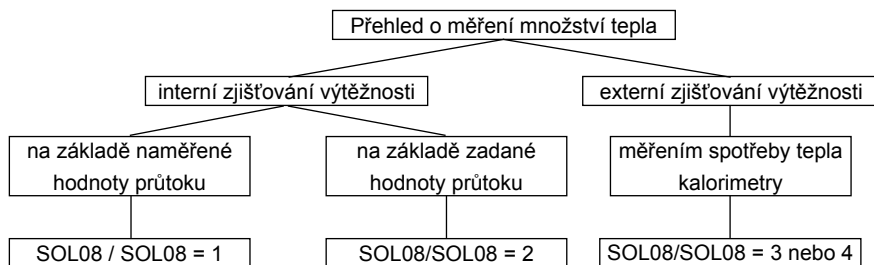 Přehled o měření množství tepla
interní zjišťování výtěžnosti
externí zjišťování výtěžnosti
na základě naměřené
hodnoty průtoku
na základě zadané
hodnoty průtoku
měřením spotřeby tepla
kalorimetry
SOL08 / SOL08 = 1
SOL08/SOL08 = 2
SOL08/SOL08 = 3 nebo 4